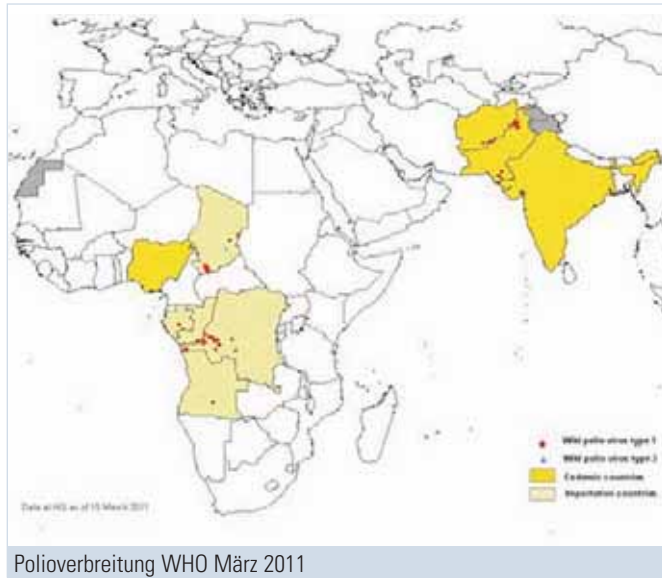 Wild polio virus type 1
Wild polio virus type 3
Endemic countries
Importation countries
Data at HQ as of 15 March 2011
Polioverbreitung WHO März 2011